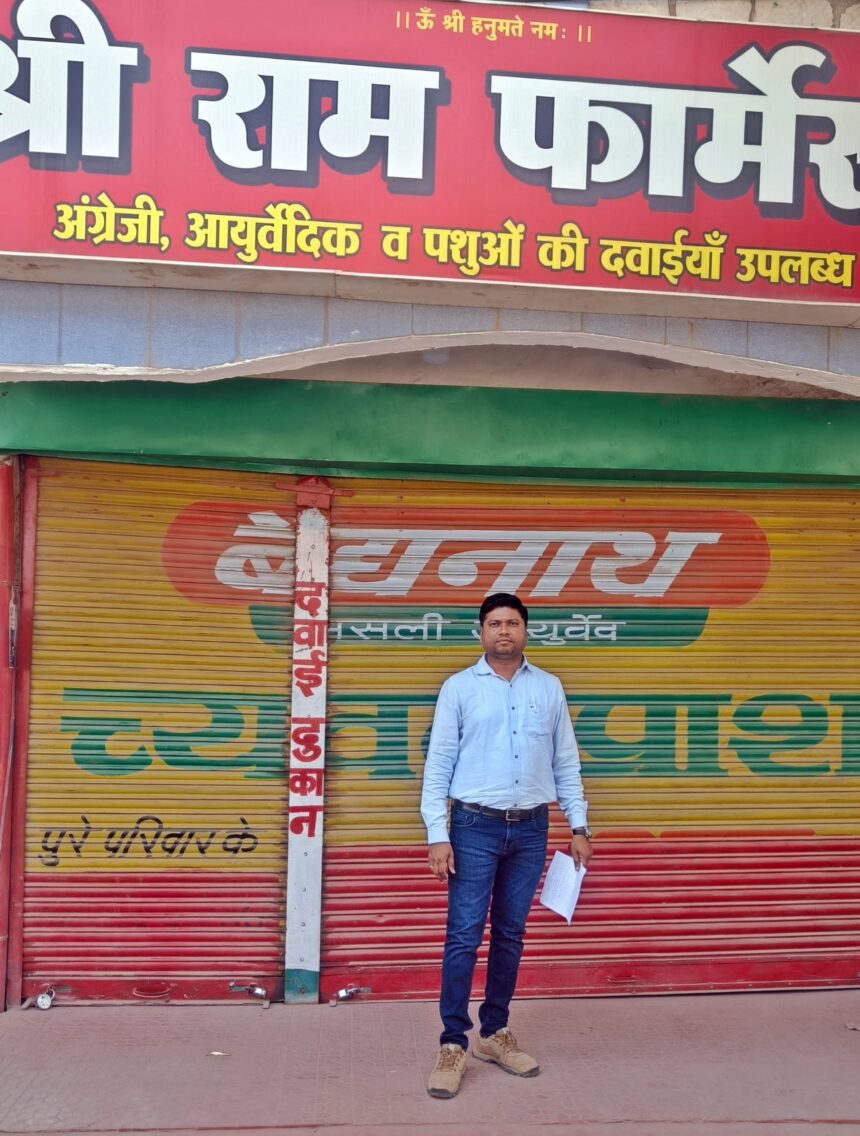 ।। ऊँ श्री हनुमते नमः ।।
श्री राम फार्मेस
अंग्रेजी, आयुर्वेदिक व पशुओं की दवाईयाँ उपलब्ध
बैद्यनाथ
दवाई दुकान
पुरे परिवार के